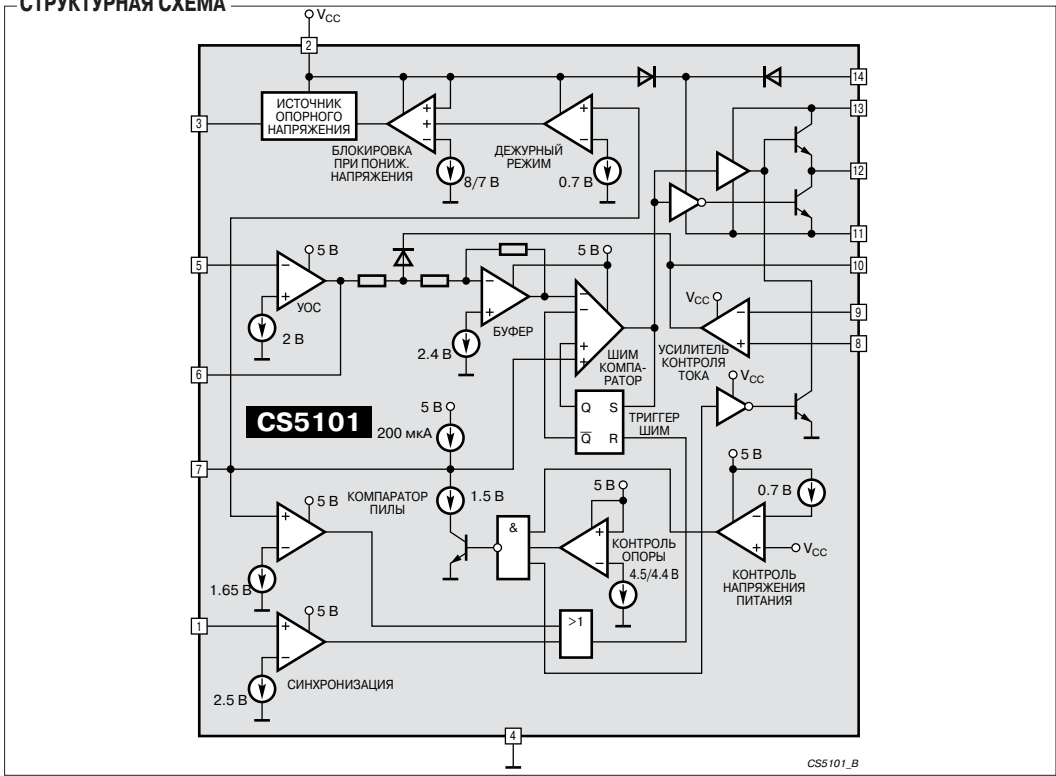 СТРУКТУРНАЯ СХЕМА
VCC
2
14
13
12
11
10
9
8
3
ИСТОЧНИК
ОПОРНОГО
НАПРЯЖЕНИЯ
+
+
−
БЛОКИРОВКА
ПРИ ПОНИЖ.
НАПРЯЖЕНИЯ
8/7 В
+
−
ДЕЖУРНЫЙ
РЕЖИМ
0.7 В
5
5 В
−
+
УОС
2 В
6
−
+
БУФЕР
2.4 В
5 В
−
−
+
+
ШИМ
КОМПА-
РАТОР
VCC
−
+
УСИЛИТЕЛЬ
КОНТРОЛЯ
ТОКА
VCC
CS5101
5 В
200 мкА
Q S
Q R
ТРИГГЕР
ШИМ
7
КОМПАРАТОР
ПИЛЫ
1.5 В
5 В
+
−
1.65 В
&
5 В
+
−
КОНТРОЛЬ
ОПОРЫ
4.5/4.4 В
5 В
0.7 В
−
+
VCC
КОНТРОЛЬ
НАПРЯЖЕНИЯ
ПИТАНИЯ
1
5 В
+
−
СИНХРОНИЗАЦИЯ
2.5 В
>1
4
CS5101_B